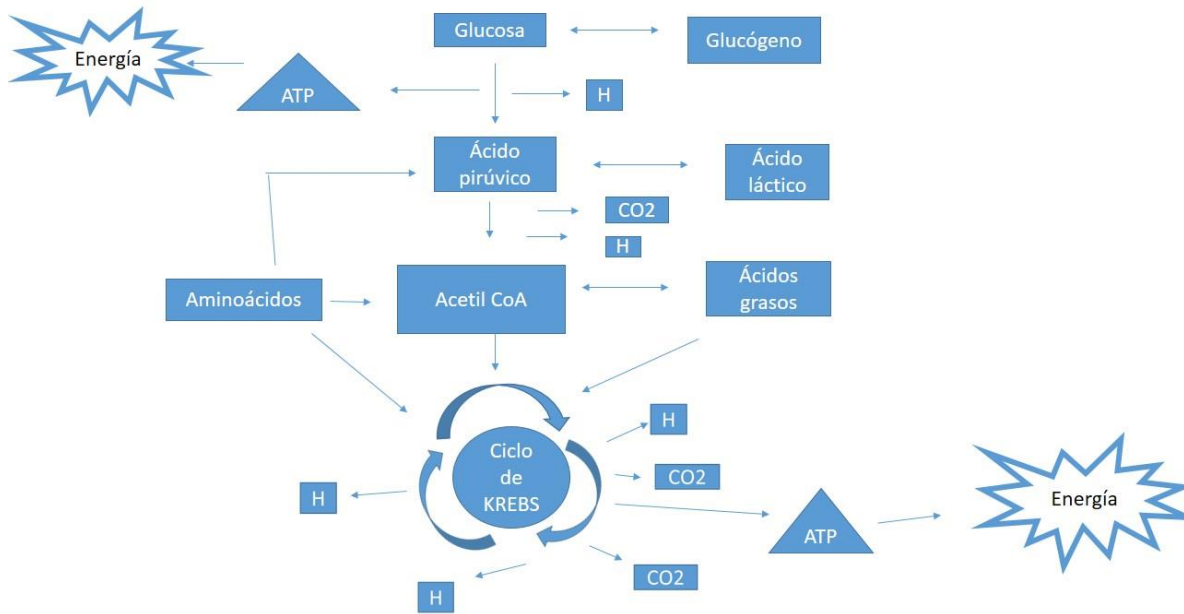 Glucosa
Glucógeno
Energía
ATP
H
Ácido
pirúvico
Ácido
láctico
CO2
H
Aminoácidos
Acetil CoA
Ácidos
grasos
H
Ciclo
de
KREBS
CO2
H
Energía
ATP
CO2
H